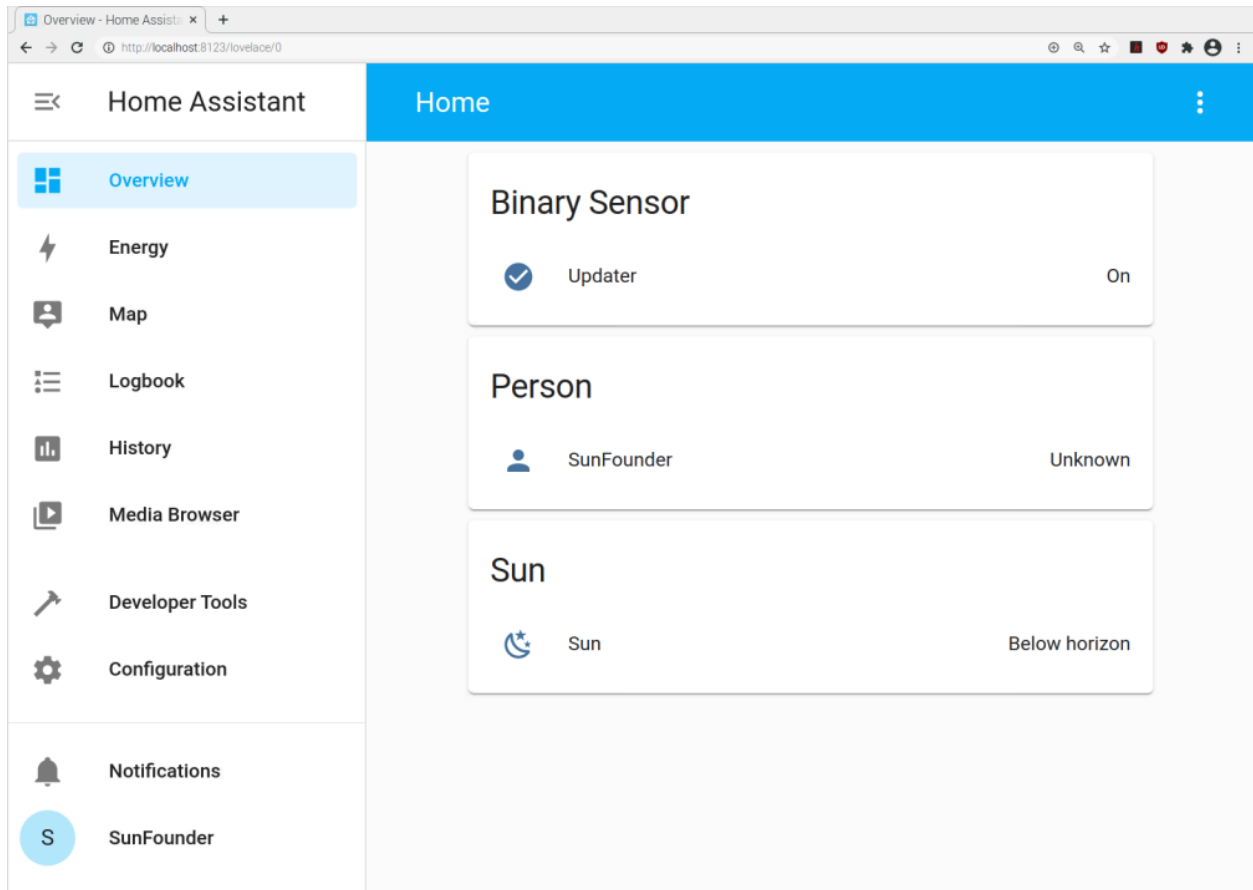 Overview - Home Assista
http://localhost:8123/lovelace/0
Home Assistant
Home
Overview
Energy
Map
Logbook
History
Media Browser
Developer Tools
Configuration
Notifications
S
SunFounder
Binary Sensor
Updater On
Person
SunFounder Unknown
Sun
Sun Below horizon